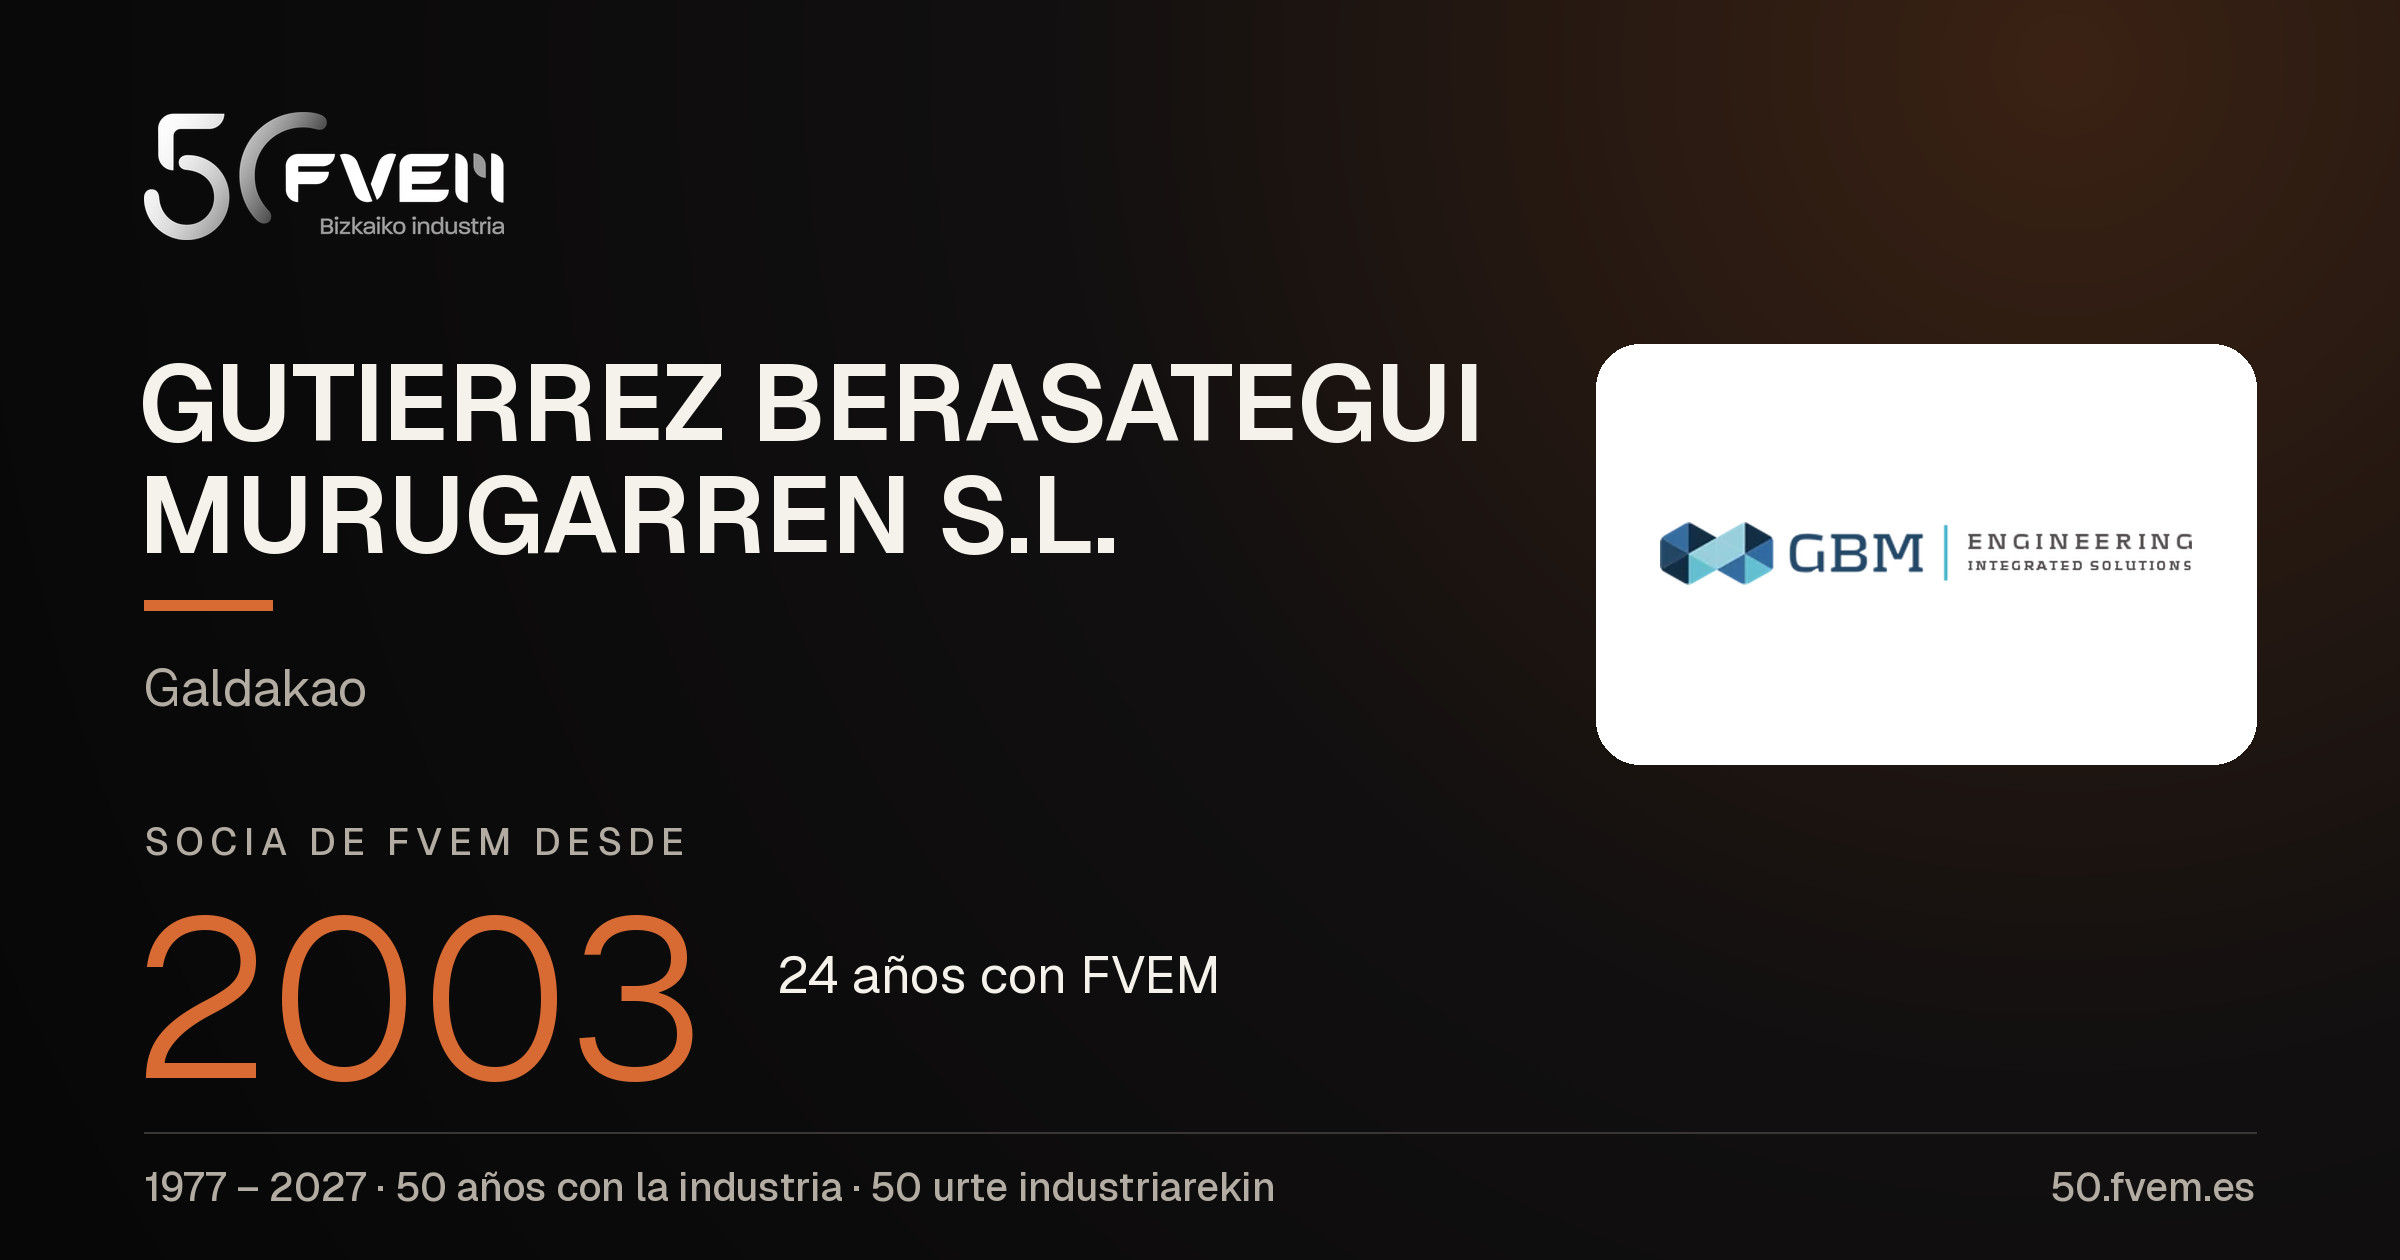 50 FVEM
Bizkaiko industria
GUTIERREZ BERASATEGUI
MURUGARREN S.L.
GBM
ENGINEERING
INTEGRATED SOLUTIONS
Galdakao
SOCIA DE FVEM DESDE
2003
24 años con FVEM
1977 – 2027 · 50 años con la industria · 50 urte industriarekin
50.fvem.es